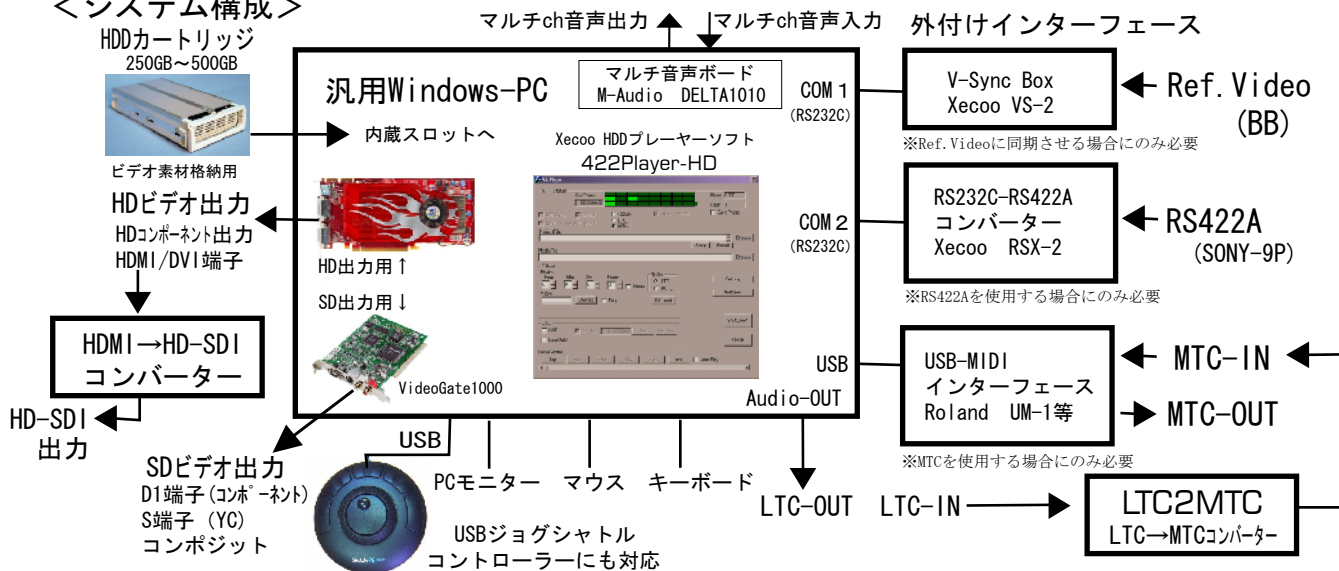 ＜システム構成＞
HDDカートリッジ
250GB～500GB
ビデオ素材格納用
マルチch音声出力
マルチch音声入力
外付けインターフェース
汎用Windows-PC
マルチ音声ボード
M-Audio DELTA1010
内蔵スロットへ
Xecoo HDDプレーヤーソフト
422Player-HD
COM 1
(RS232C)
V-Sync Box
Xecoo VS-2
Ref.Video
(BB)
※Ref.Videoに同期させる場合にのみ必要
HDビデオ出力
HDコンポーネント出力
HDMI/DVI端子
HD出力用↑
SD出力用↓
VideoGate1000
COM 2
(RS232C)
RS232C-RS422A
コンバーター
Xecoo RSX-2
RS422A
(SONY-9P)
※RS422Aを使用する場合にのみ必要
HDMI→HD-SDI
コンバーター
HD-SDI
出力
USB
Audio-OUT
USB-MIDI
インターフェース
Roland UM-1等
MTC-IN
MTC-OUT
※MTCを使用する場合にのみ必要
SDビデオ出力
D1端子(コンポーネント)
S端子 (YC)
コンポジット
USB
PCモニター
マウス
キーボード
USBジョグシャトル
コントローラーにも対応
LTC-OUT
LTC-IN
LTC2MTC
LTC→MTCコンバーター